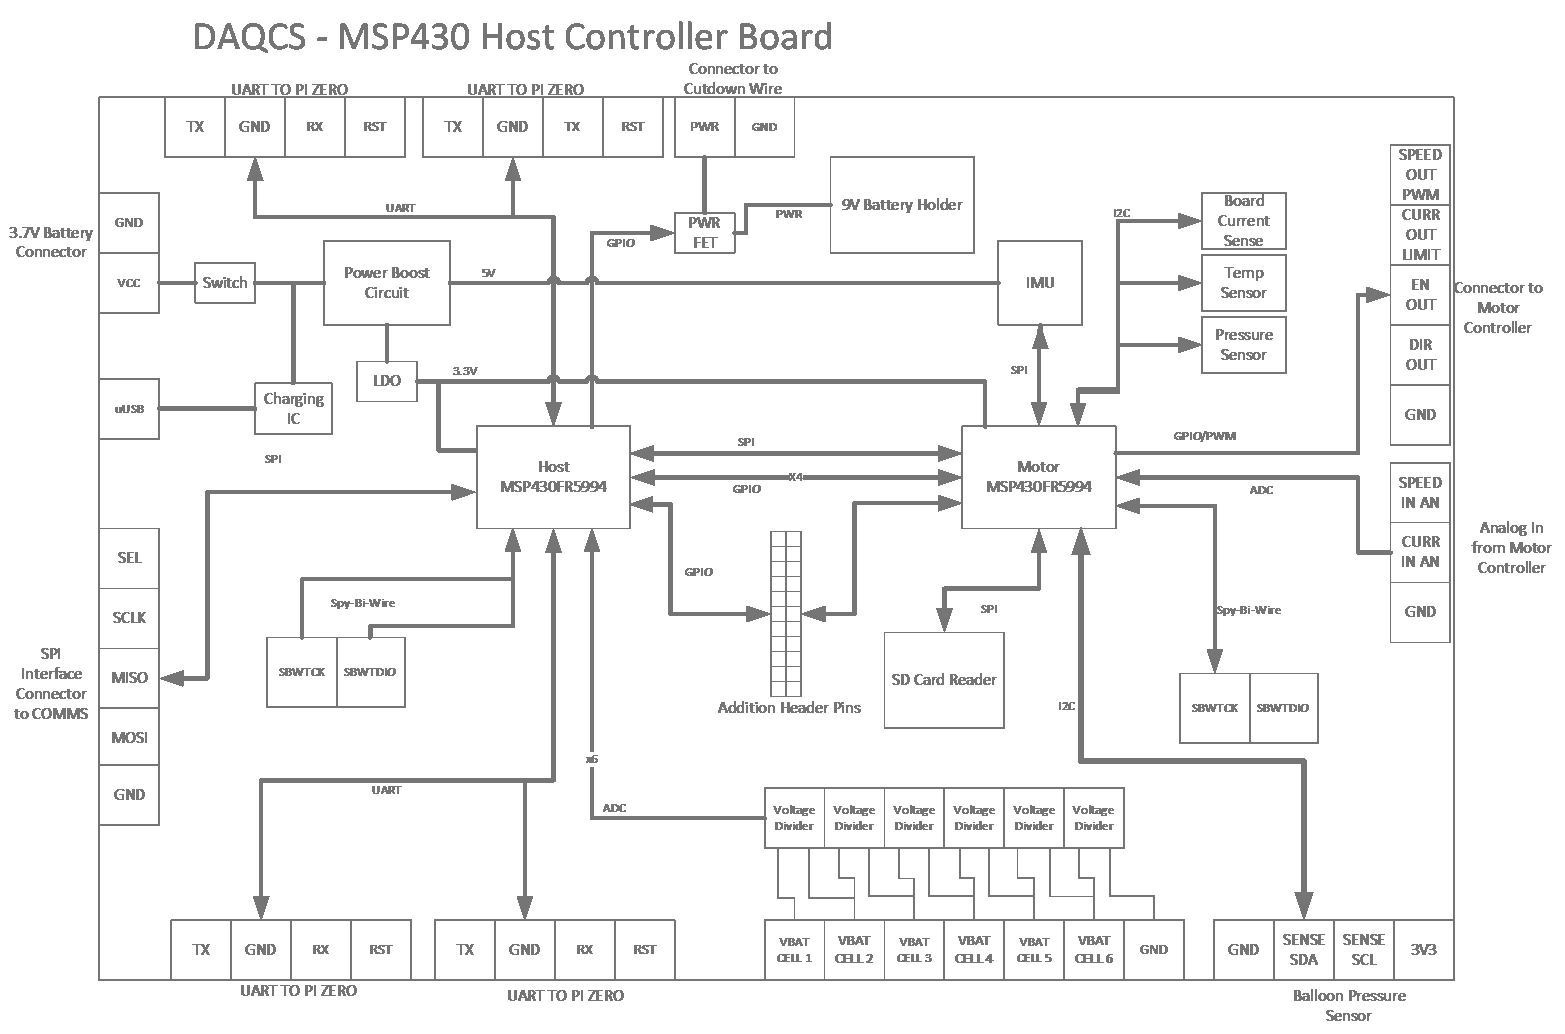 DAQCS - MSP430 Host Controller Board
UART TO PI ZERO
UART TO PI ZERO
Connector to
Cutdown Wire
TX
GND
RX
RST
TX
GND
TX
RST
PWR
GND
3.7V Battery
Connector
GND
VCC
Switch
Power Boost
Circuit
UART
5V
GPIO
PWR
FET
PWR
9V Battery Holder
IMU
I2C
Board
Current
Sense
Temp
Sensor
Pressure
Sensor
SPEED
OUT
PWM
CURR
OUT
LIMIT
EN
OUT
DIR
OUT
GND
Connector to
Motor
Controller
uUSB
Charging
IC
LDO
3.3V
SPI
SPI
Host
MSP430FR5994
SPI
X4
GPIO
Motor
MSP430FR5994
GPIO/PWM
ADC
SPEED
IN AN
CURR
IN AN
GND
Analog In
from Motor
Controller
SEL
SCLK
MISO
MOSI
GND
SPI
Interface
Connector
to COMMS
Spy-Bi-Wire
SBWTCK
SBWTDIO
GPIO
Addition Header Pins
SPI
SD Card Reader
I2C
Spy-Bi-Wire
SBWTCK
SBWTDIO
x6
UART
ADC
Voltage
Divider
Voltage
Divider
Voltage
Divider
Voltage
Divider
Voltage
Divider
Voltage
Divider
TX
GND
RX
RST
TX
GND
RX
RST
VBAT
CELL 1
VBAT
CELL 2
VBAT
CELL 3
VBAT
CELL 4
VBAT
CELL 5
VBAT
CELL 6
GND
GND
SENSE
SDA
SENSE
SCL
3V3
UART TO PI ZERO
UART TO PI ZERO
Balloon Pressure
Sensor